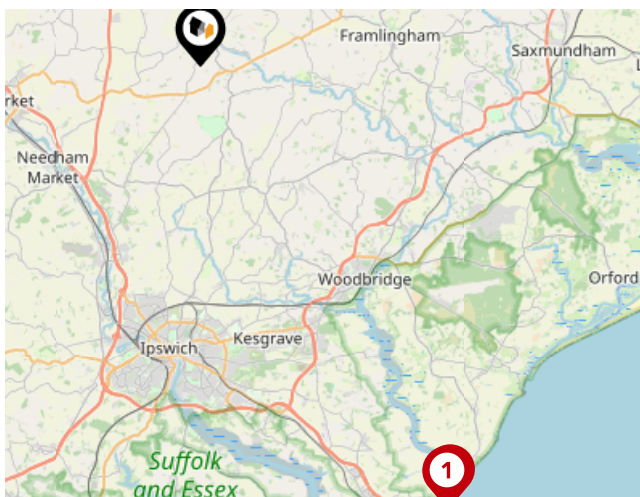 Framlingham
Saxmundham
L
rket
Needham
Market
Woodbridge
Orford
Kesgrave
Ipswich
1
Suffolk
and Essex